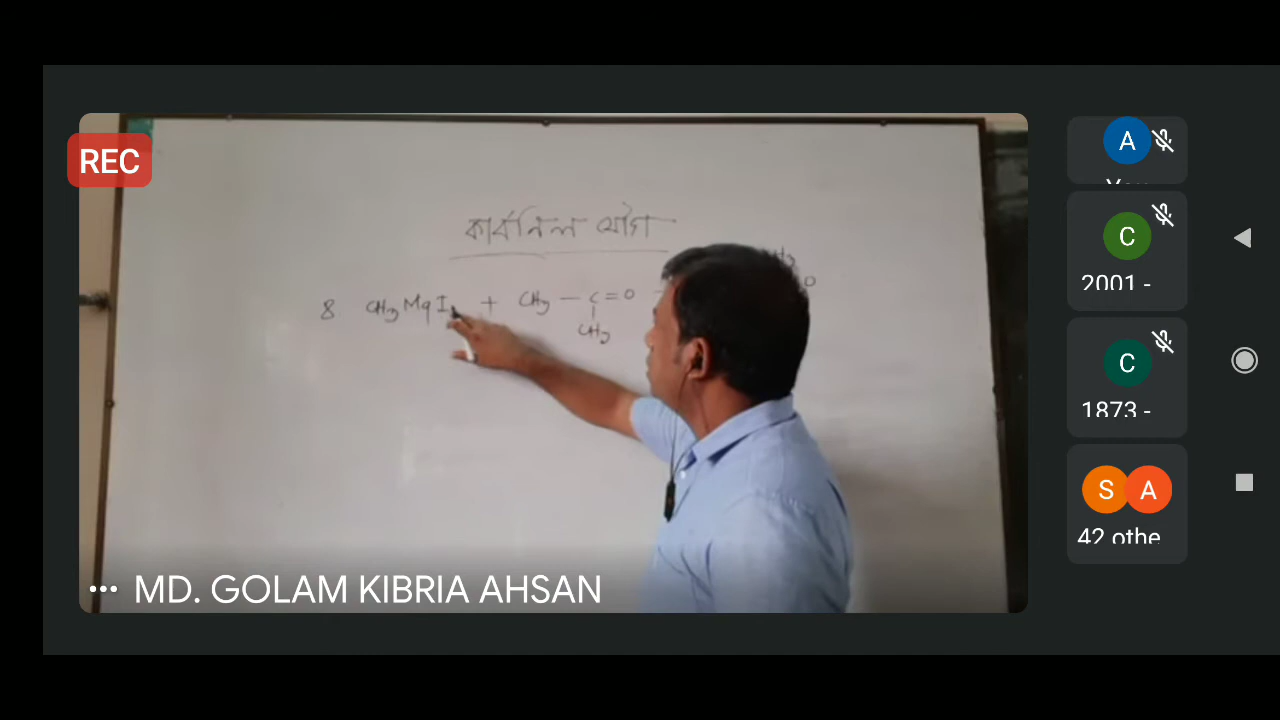 REC
কার্বনিল যৌগ
8 CH3MgI + CH3 — C = O
CH3
MD. GOLAM KIBRIA AHSAN
A
C
2001 -
C
1873 -
S A
42 othe